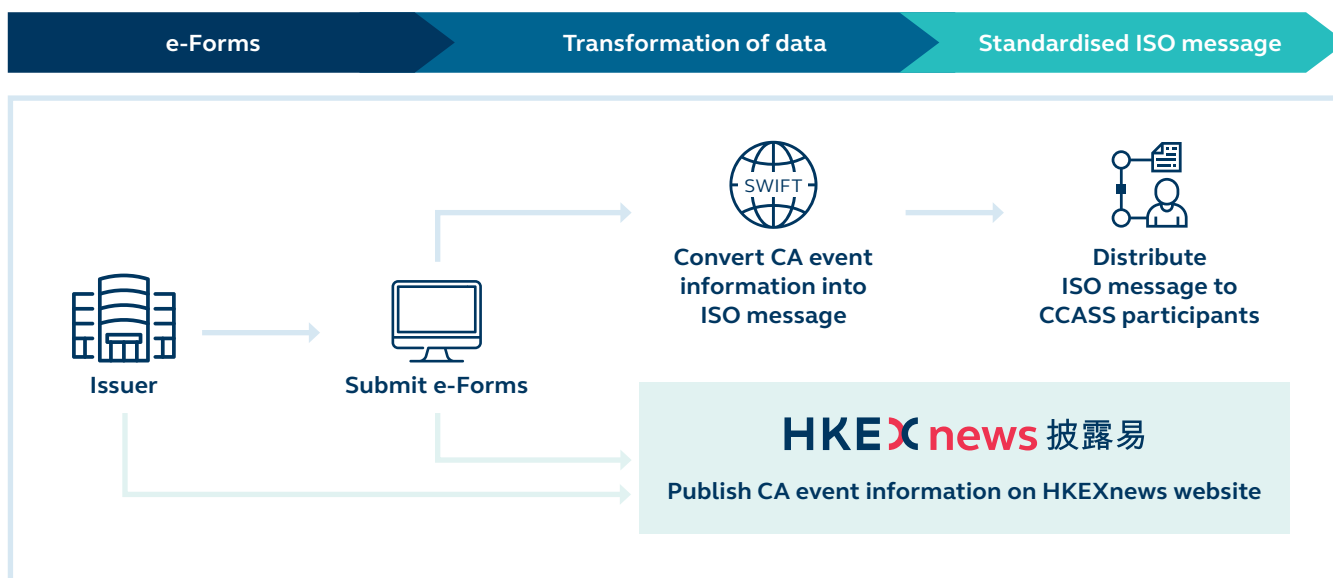 e-Forms
Transformation of data
Standardised ISO message
SWIFT
Convert CA event
information into
ISO message
Distribute
ISO message to
CCASS participants
Issuer
Submit e-Forms
HKEX news 披露易
Publish CA event information on HKEXnews website